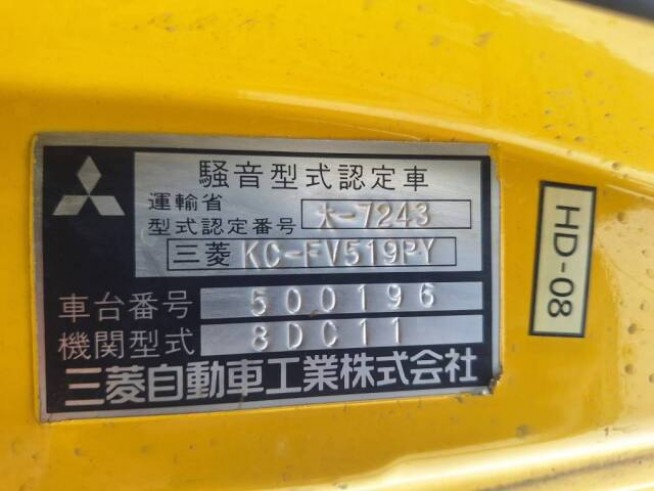 騒音型式認定車
運輸省
型式認定番号 大-7243
三菱 KC-FV519PY
車台番号 500196
機関型式 8DC11
三菱自動車工業株式会社
HD-08